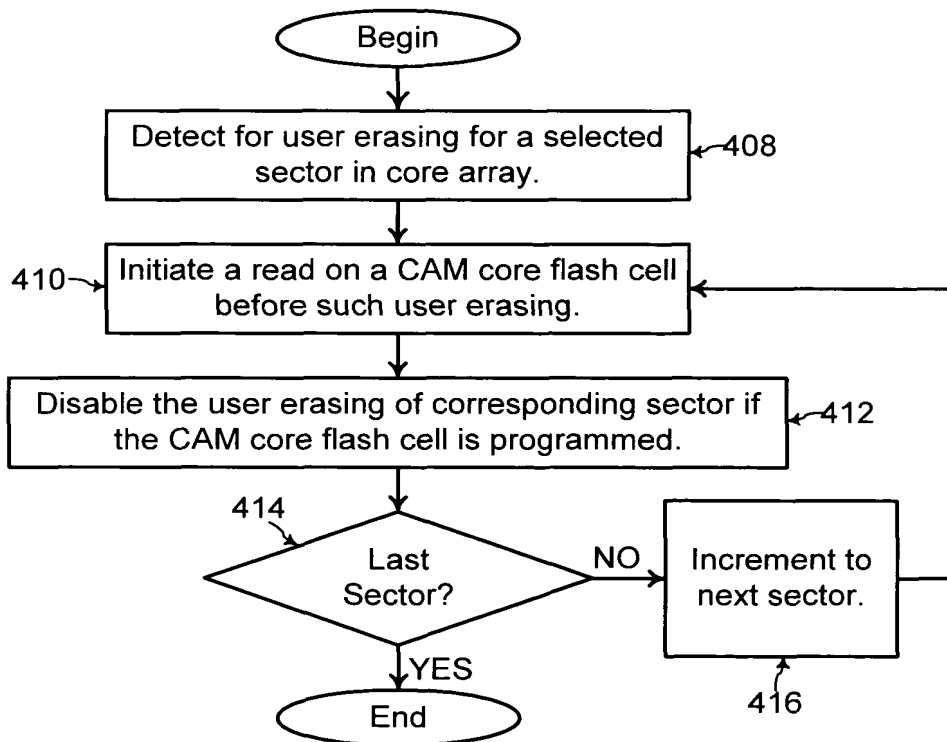 Begin
Detect for user erasing for a selected
sector in core array.
408
410
Initiate a read on a CAM core flash cell
before such user erasing.
Disable the user erasing of corresponding sector if
the CAM core flash cell is programmed.
412
414
Last
Sector?
NO
Increment to
next sector.
416
YES
End